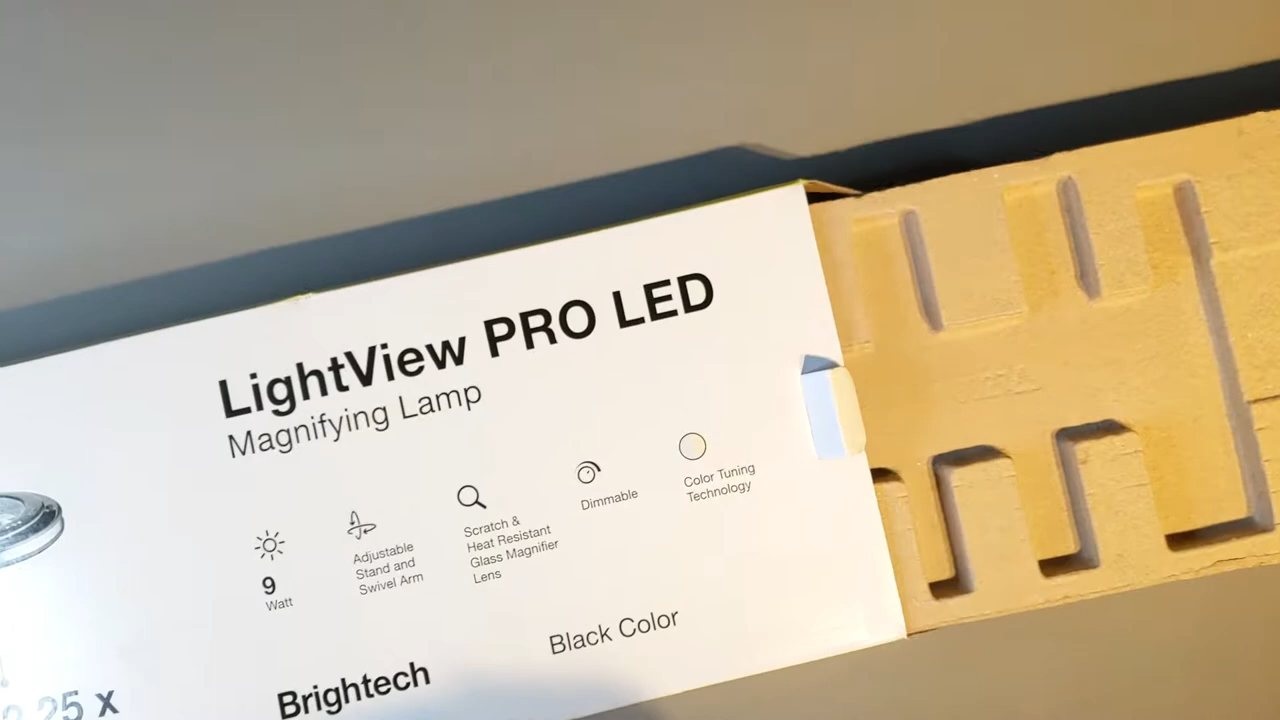 LightView PRO LED
Magnifying Lamp
9
Watt
Adjustable
Stand and
Swivel Arm
Scratch &
Heat Resistant
Glass Magnifier
Lens
Dimmable
Color Tuning
Technology
Black Color
Brightech
.25 x